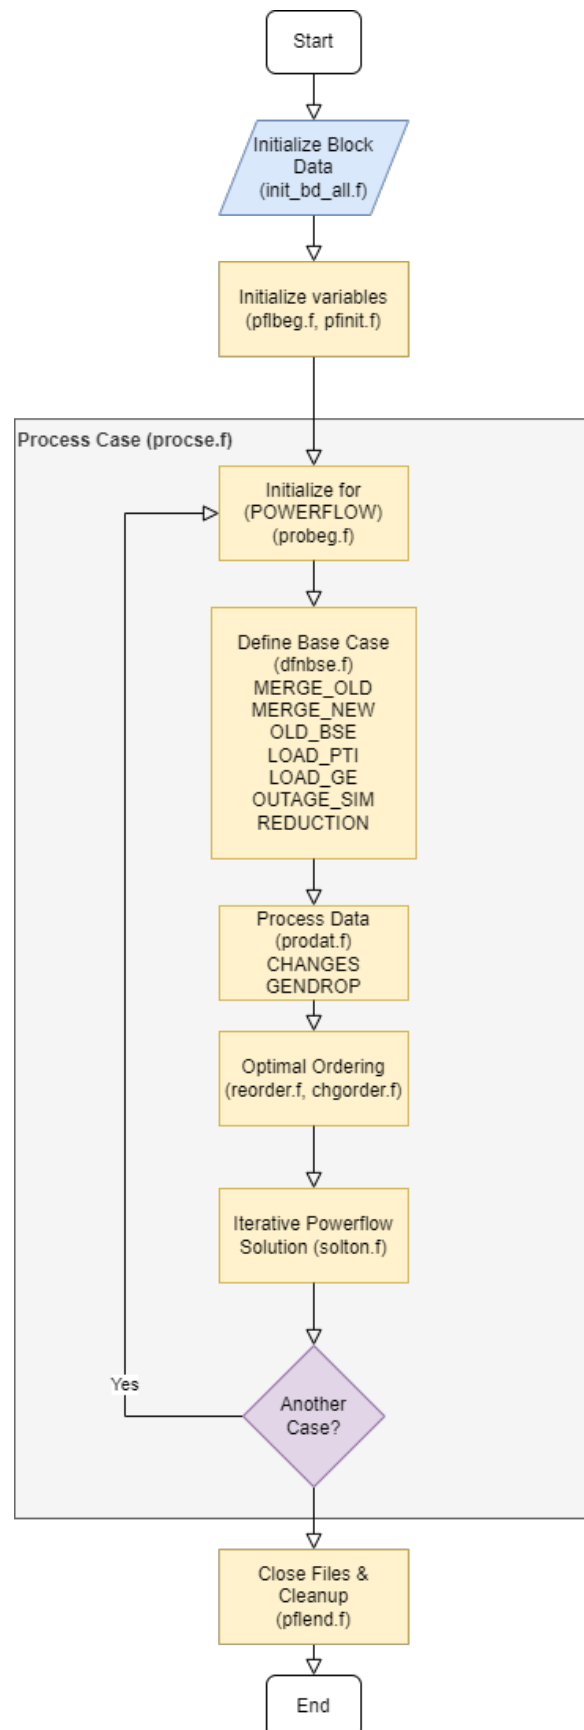 Start
Initialize Block
Data
(init_bd_all.f)
Initialize variables
(pflbeg.f, pfinit.f)
Process Case (procse.f)
Initialize for
(POWERFLOW)
(probeg.f)
Define Base Case
(dfnbse.f)
MERGE_OLD
MERGE_NEW
OLD_BSE
LOAD_PTI
LOAD_GE
OUTAGE_SIM
REDUCTION
Process Data
(prodat.f)
CHANGES
GENDROP
Optimal Ordering
(reorder.f, chgorder.f)
Iterative Powerflow
Solution (solton.f)
Yes
Another
Case?
Close Files &
Cleanup
(pflend.f)
End